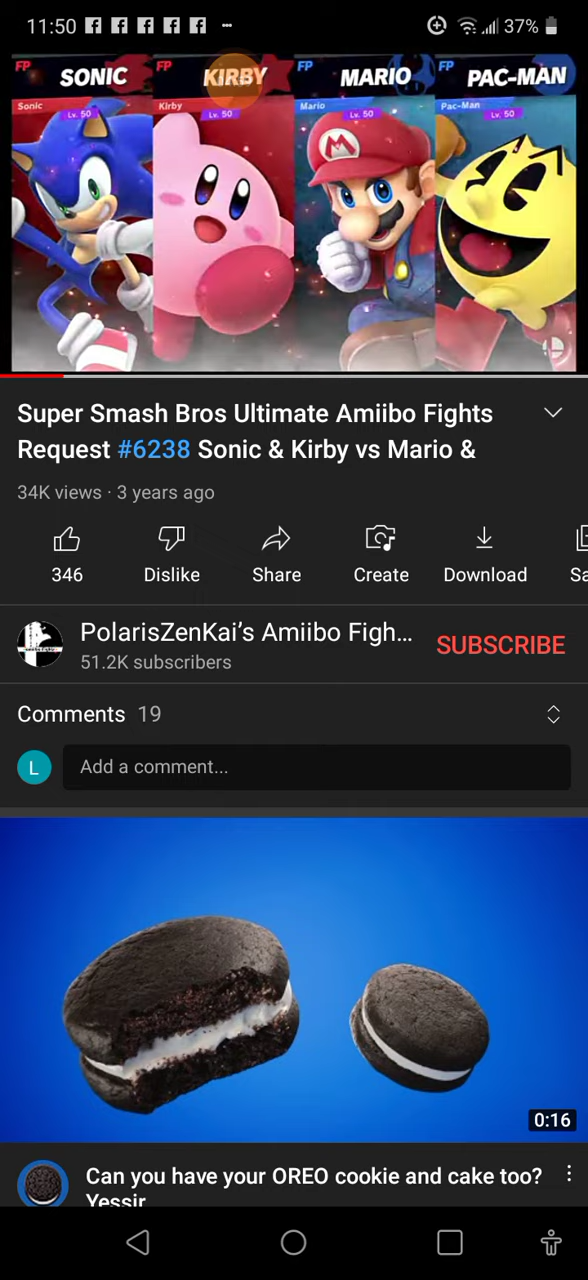 11:50
37%
FP SONIC FP KIRBY FP MARIO FP PAC-MAN
Sonic Kirby Mario Pac-Man
Lv. 50 Lv. 50 Lv. 50 Lv. 50
Super Smash Bros Ultimate Amiibo Fights
Request #6238 Sonic & Kirby vs Mario &
34K views · 3 years ago
346 Dislike Share Create Download Sa
PolarisZenKai's Amiibo Figh...
SUBSCRIBE
51.2K subscribers
Comments 19
L
Add a comment...
0:16
Can you have your OREO cookie and cake too?
Yessir